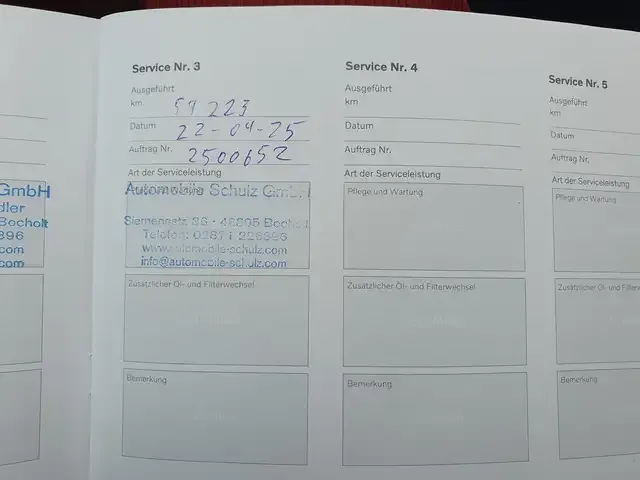 GmbH
dler
Bocholt
896
com
com
Service Nr. 3
Ausgeführt
km 57 223
Datum 22-04-25
Auftrag Nr. 2500652
Art der Serviceleistung
Automobile Schulz GmbH
Siemensstr. 36 · 46395 Bocholt
Telefon: 02871
www.automobile-schulz.com
info@automobile-schulz.com
Zusätzlicher Öl- und Filterwechsel
Bemerkung
Service Nr. 4
Ausgeführt
km
Datum
Auftrag Nr.
Art der Serviceleistung
Pflege und Wartung
Zusätzlicher Öl- und Filterwechsel
Bemerkung
Service Nr. 5
Ausgeführt
km
Datum
Auftrag Nr.
Art der Serviceleistung
Pflege und Wartung
Zusätzlicher Öl- und Filterwechsel
Bemerkung